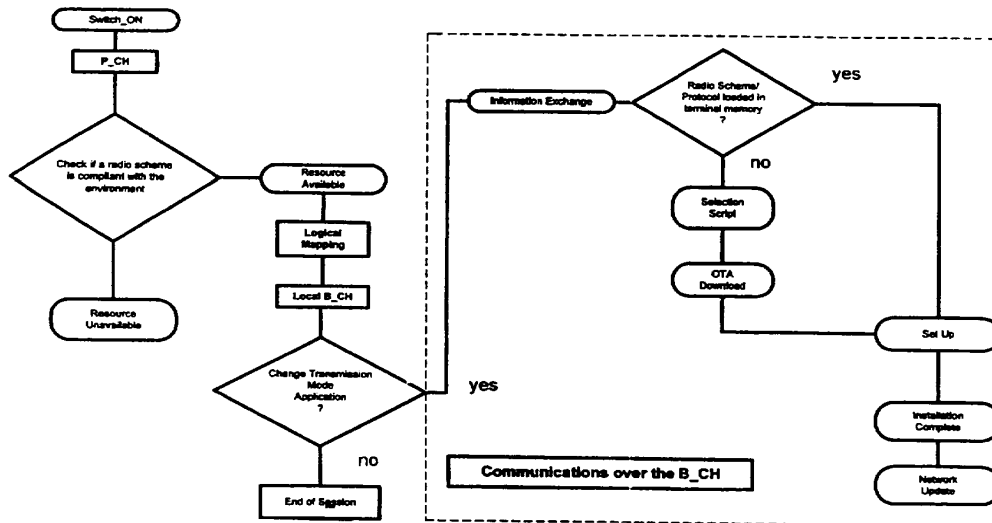 Switch_ON
P_CH
Check if a radio scheme
is compliant with the
environment
Resource
Unavailable
Resource
Available
Logical
Mapping
Local B_CH
Change Transmission
Mode
Application
?
no
End of Session
yes
Information Exchange
Radio Scheme/
Protocol loaded in
terminal memory
?
yes
no
Selection
Script
OTA
Download
Set Up
Installation
Complete
Network
Update
Communications over the B_CH